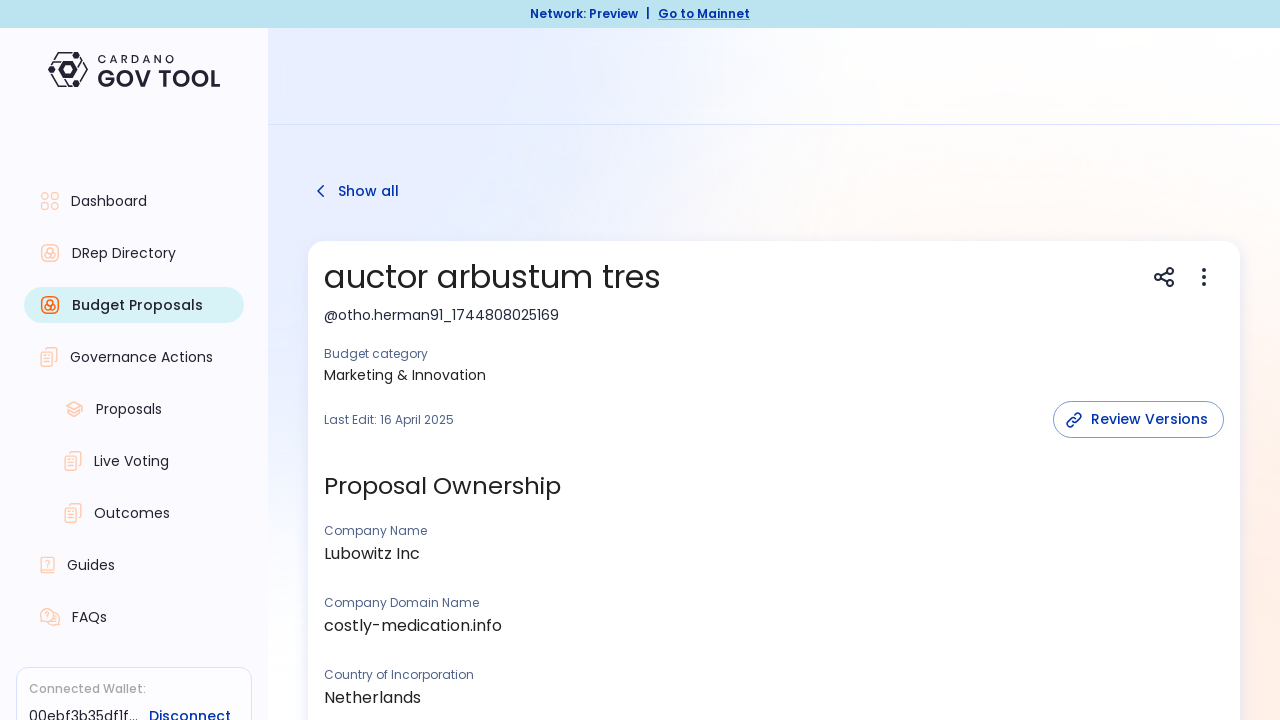 Network: Preview | Go to Mainnet
CARDANO
GOV TOOL
Dashboard
DRep Directory
Budget Proposals
Governance Actions
Proposals
Live Voting
Outcomes
Guides
FAQs
Connected Wallet:
00ebf3b35df1f... Disconnect
Show all
auctor arbustum tres
@otho.herman91_1744808025169
Budget category
Marketing & Innovation
Last Edit: 16 April 2025
Review Versions
Proposal Ownership
Company Name
Lubowitz Inc
Company Domain Name
costly-medication.info
Country of Incorporation
Netherlands